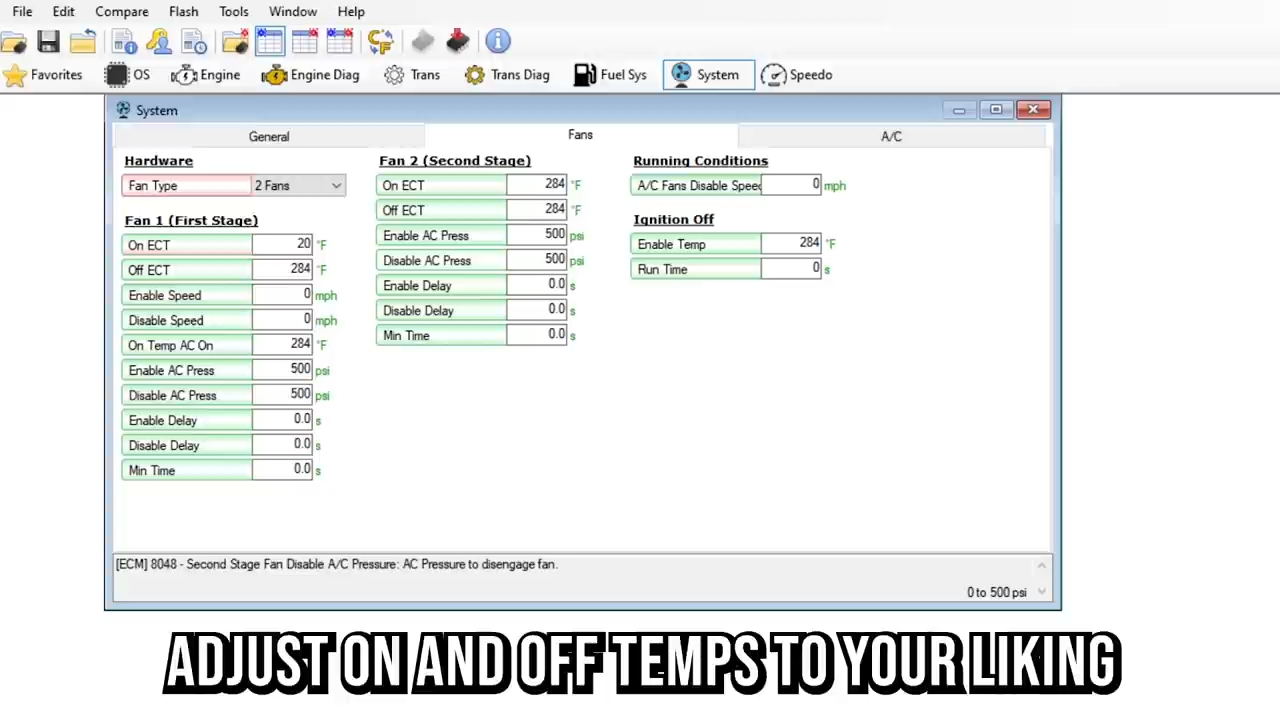 File Edit Compare Flash Tools Window Help
Favorites OS Engine Engine Diag Trans Trans Diag Fuel Sys System Speedo
System
General Fans A/C
Hardware
Fan Type 2 Fans
Fan 1 (First Stage)
On ECT 20 °F
Off ECT 284 °F
Enable Speed 0 mph
Disable Speed 0 mph
On Temp AC On 284 °F
Enable AC Press 500 psi
Disable AC Press 500 psi
Enable Delay 0.0 s
Disable Delay 0.0 s
Min Time 0.0 s
Fan 2 (Second Stage)
On ECT 284 °F
Off ECT 284 °F
Enable AC Press 500 psi
Disable AC Press 500 psi
Enable Delay 0.0 s
Disable Delay 0.0 s
Min Time 0.0 s
Running Conditions
A/C Fans Disable Speed 0 mph
Ignition Off
Enable Temp 284 °F
Run Time 0 s
[ECM] 8048 - Second Stage Fan Disable A/C Pressure: AC Pressure to disengage fan.
0 to 500 psi
ADJUST ON AND OFF TEMPS TO YOUR LIKING